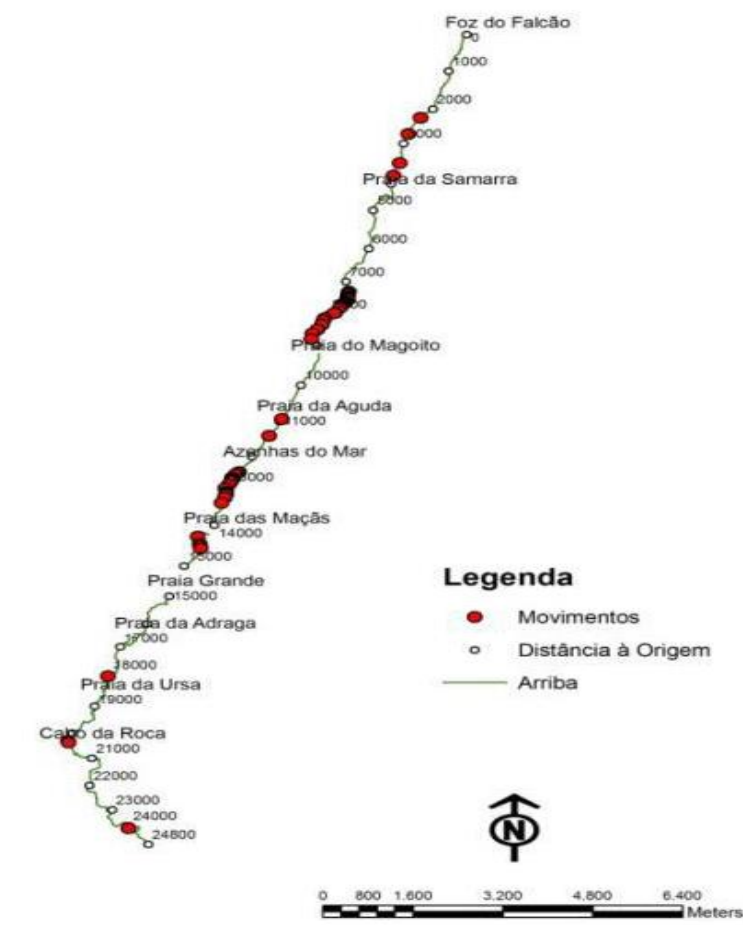 Foz do Falcão
0
1000
2000
Praia da Samarra
5000
6000
7000
Praia do Magoito
10000
Praia da Aguda
11000
Azenhas do Mar
Praia das Maçãs
14000
Praia Grande
15000
Praia da Adraga
17000
18000
Praia da Ursa
19000
Cabo da Roca
21000
22000
23000
24000
24800
Legenda
Movimentos
Distância à Origem
Arriba
N
0 800 1.600 3.200 4.800 6.400
Meters